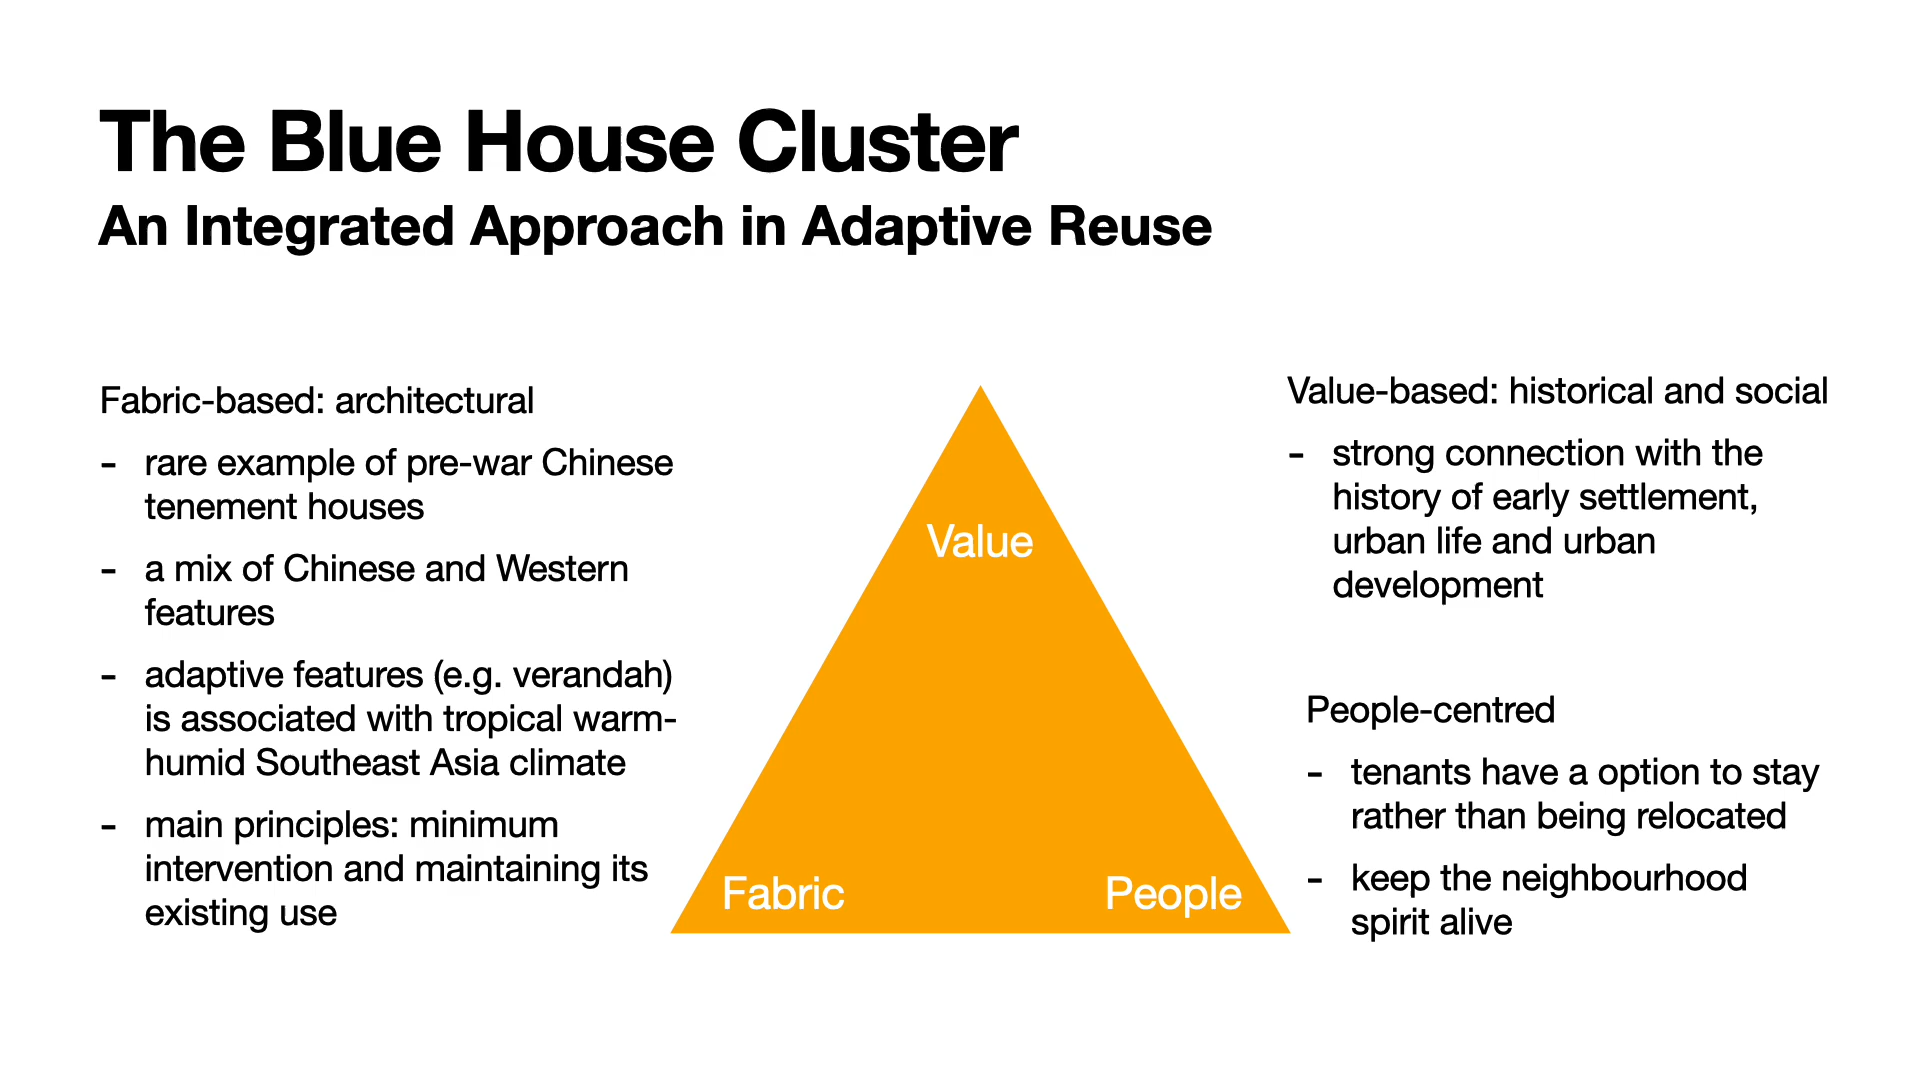 The Blue House Cluster
An Integrated Approach in Adaptive Reuse
Fabric-based: architectural
- rare example of pre-war Chinese
tenement houses
- a mix of Chinese and Western
features
- adaptive features (e.g. verandah)
is associated with tropical warm-
humid Southeast Asia climate
- main principles: minimum
intervention and maintaining its
existing use
Value
Fabric
People
Value-based: historical and social
- strong connection with the
history of early settlement,
urban life and urban
development
People-centred
- tenants have a option to stay
rather than being relocated
- keep the neighbourhood
spirit alive